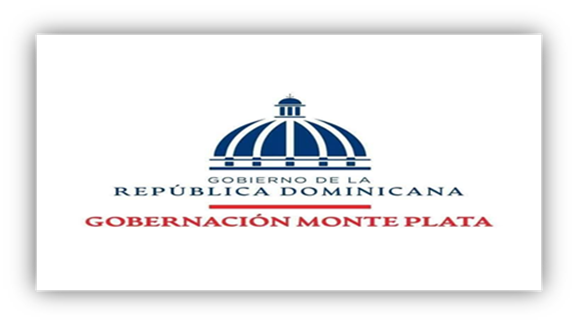 GOBIERNO DE LA
REPÚBLICA DOMINICANA
GOBERNACIÓN MONTE PLATA